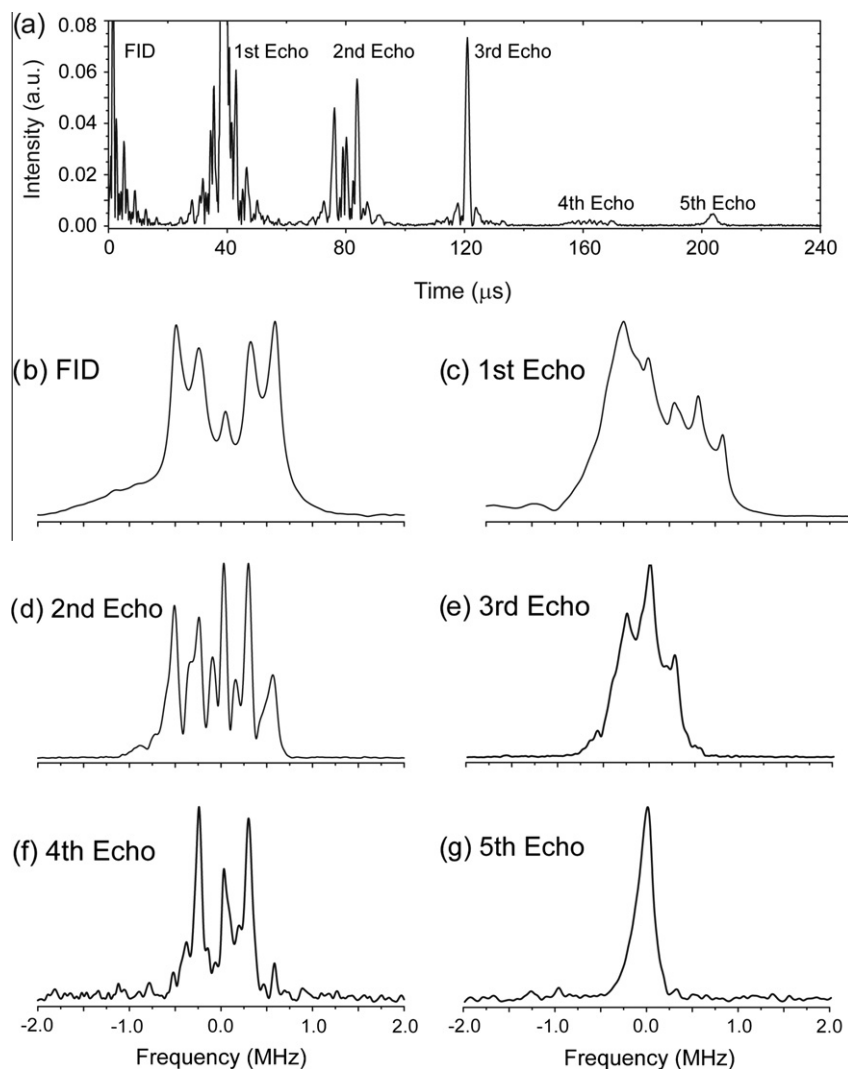 (a)
0.08
0.06
0.04
0.02
0.00
Intensity (a.u.)
FID
1st Echo
2nd Echo
3rd Echo
4th Echo
5th Echo
0 40 80 120 160 200 240
Time (μs)
(b) FID
(c) 1st Echo
(d) 2nd Echo
(e) 3rd Echo
(f) 4th Echo
(g) 5th Echo
-2.0 -1.0 0.0 1.0 2.0
-2.0 -1.0 0.0 1.0 2.0
Frequency (MHz)
Frequency (MHz)